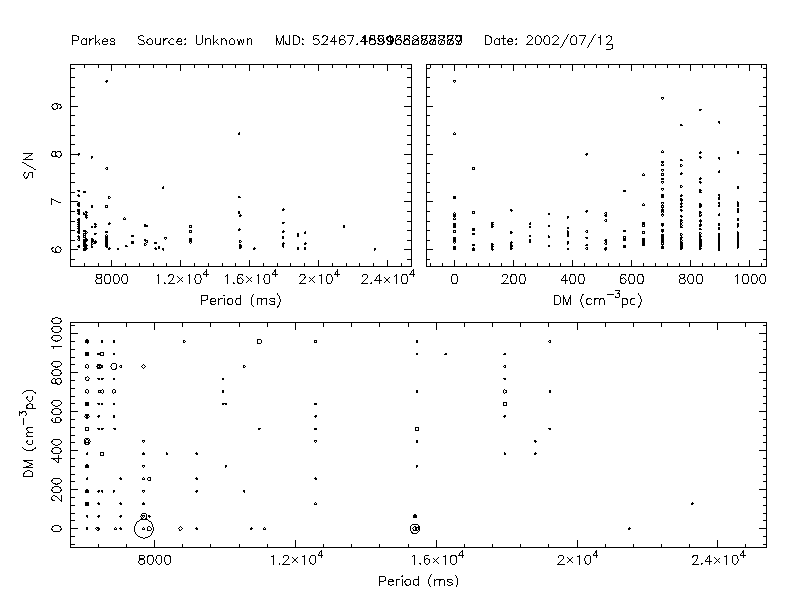 Parkes Source: Unknown MJD: Date: 2002/07/12
S/N
9
8
7
6
8000 1.2×10⁴ 1.6×10⁴ 2×10⁴ 2.4×10⁴
Period (ms)
0 200 400 600 800 1000
DM (cm⁻³pc)
DM (cm⁻³pc)
1000
800
600
400
200
0
8000 1.2×10⁴ 1.6×10⁴ 2×10⁴ 2.4×10⁴
Period (ms)